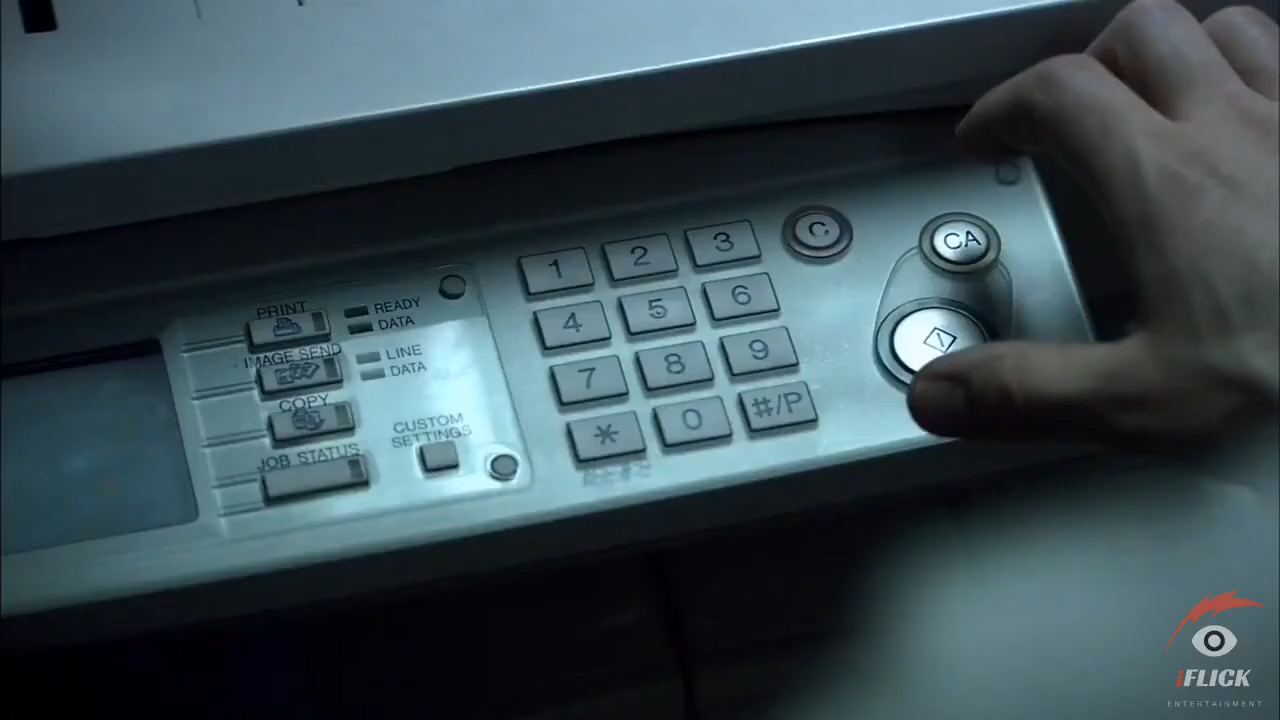 PRINT
READY
DATA
IMAGE SEND
LINE
DATA
COPY
CUSTOM
SETTINGS
JOB STATUS
1 2 3
4 5 6
7 8 9
* 0 #/P
C
CA
iFLICK
ENTERTAINMENT